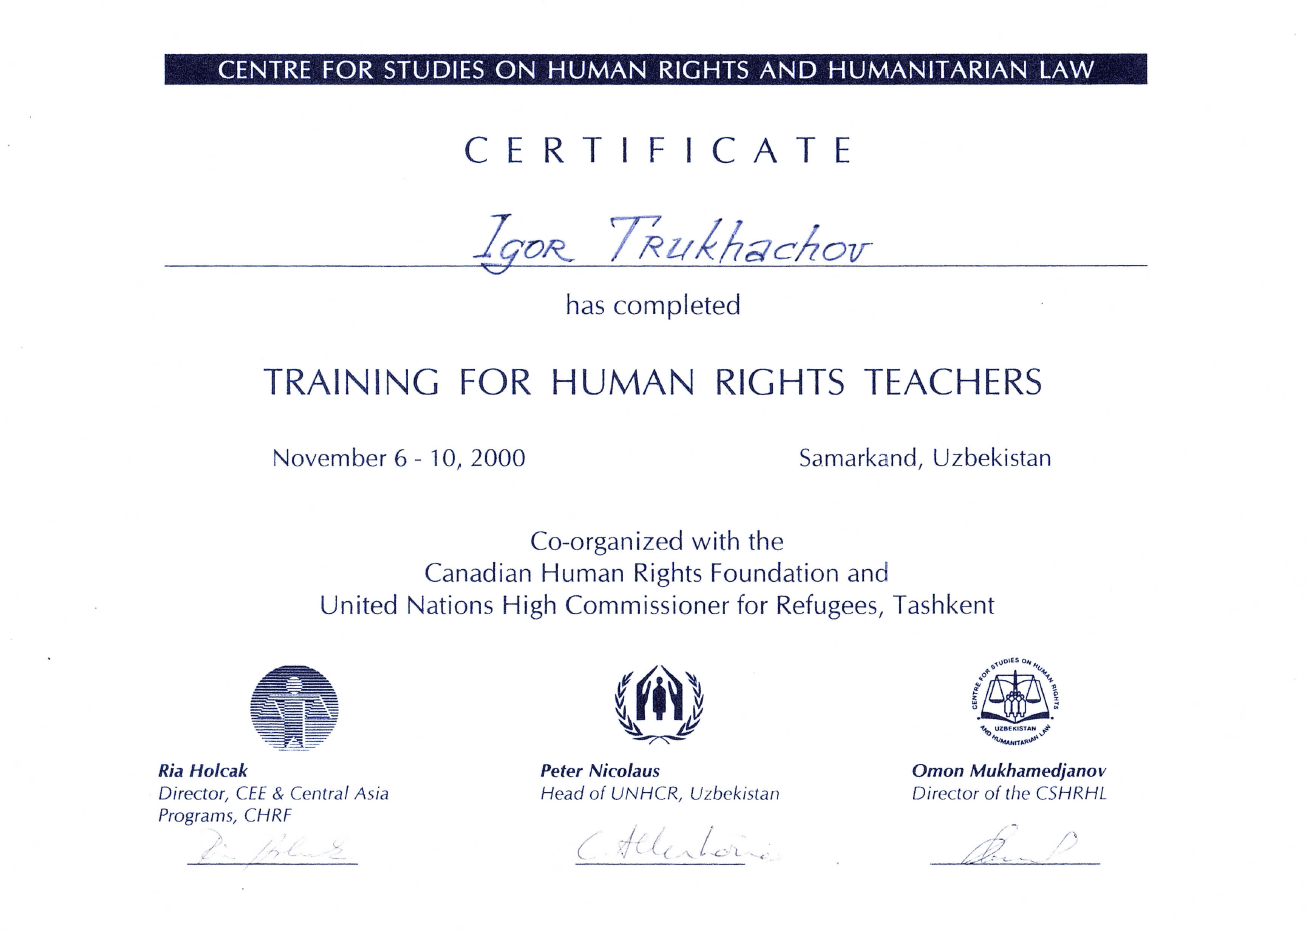 CENTRE FOR STUDIES ON HUMAN RIGHTS AND HUMANITARIAN LAW
CERTIFICATE
Igor Trukhachov
has completed
TRAINING FOR HUMAN RIGHTS TEACHERS
November 6 - 10, 2000 Samarkand, Uzbekistan
Co-organized with the
Canadian Human Rights Foundation and
United Nations High Commissioner for Refugees, Tashkent
CENTRE FOR STUDIES ON HUMAN RIGHTS
UZBEKISTAN
AND HUMANITARIAN LAW
Ria Holcak
Director, CEE & Central Asia
Programs, CHRF
Peter Nicolaus
Head of UNHCR, Uzbekistan
Omon Mukhamedjanov
Director of the CSHRHL